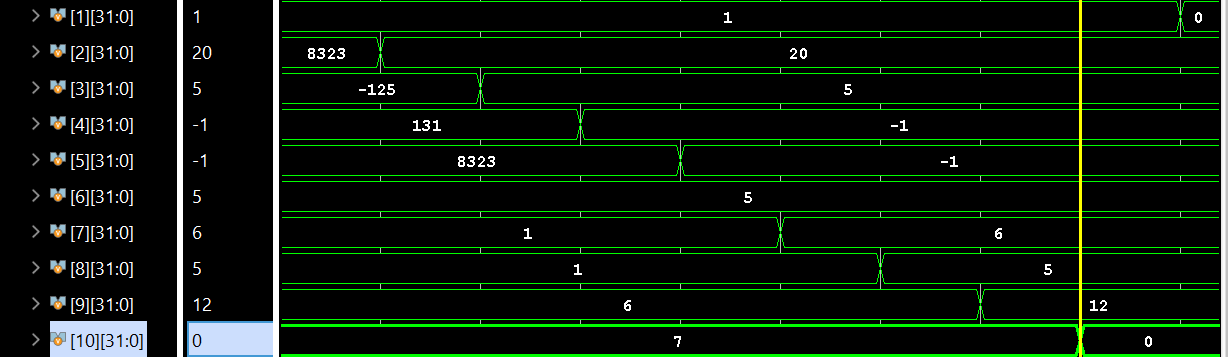 [1][31:0] 1 1 0
[2][31:0] 20 8323 20
[3][31:0] 5 -125 5
[4][31:0] -1 131 -1
[5][31:0] -1 8323 -1
[6][31:0] 5 5
[7][31:0] 6 1 6
[8][31:0] 5 1 5
[9][31:0] 12 6 12
[10][31:0] 0 7 0